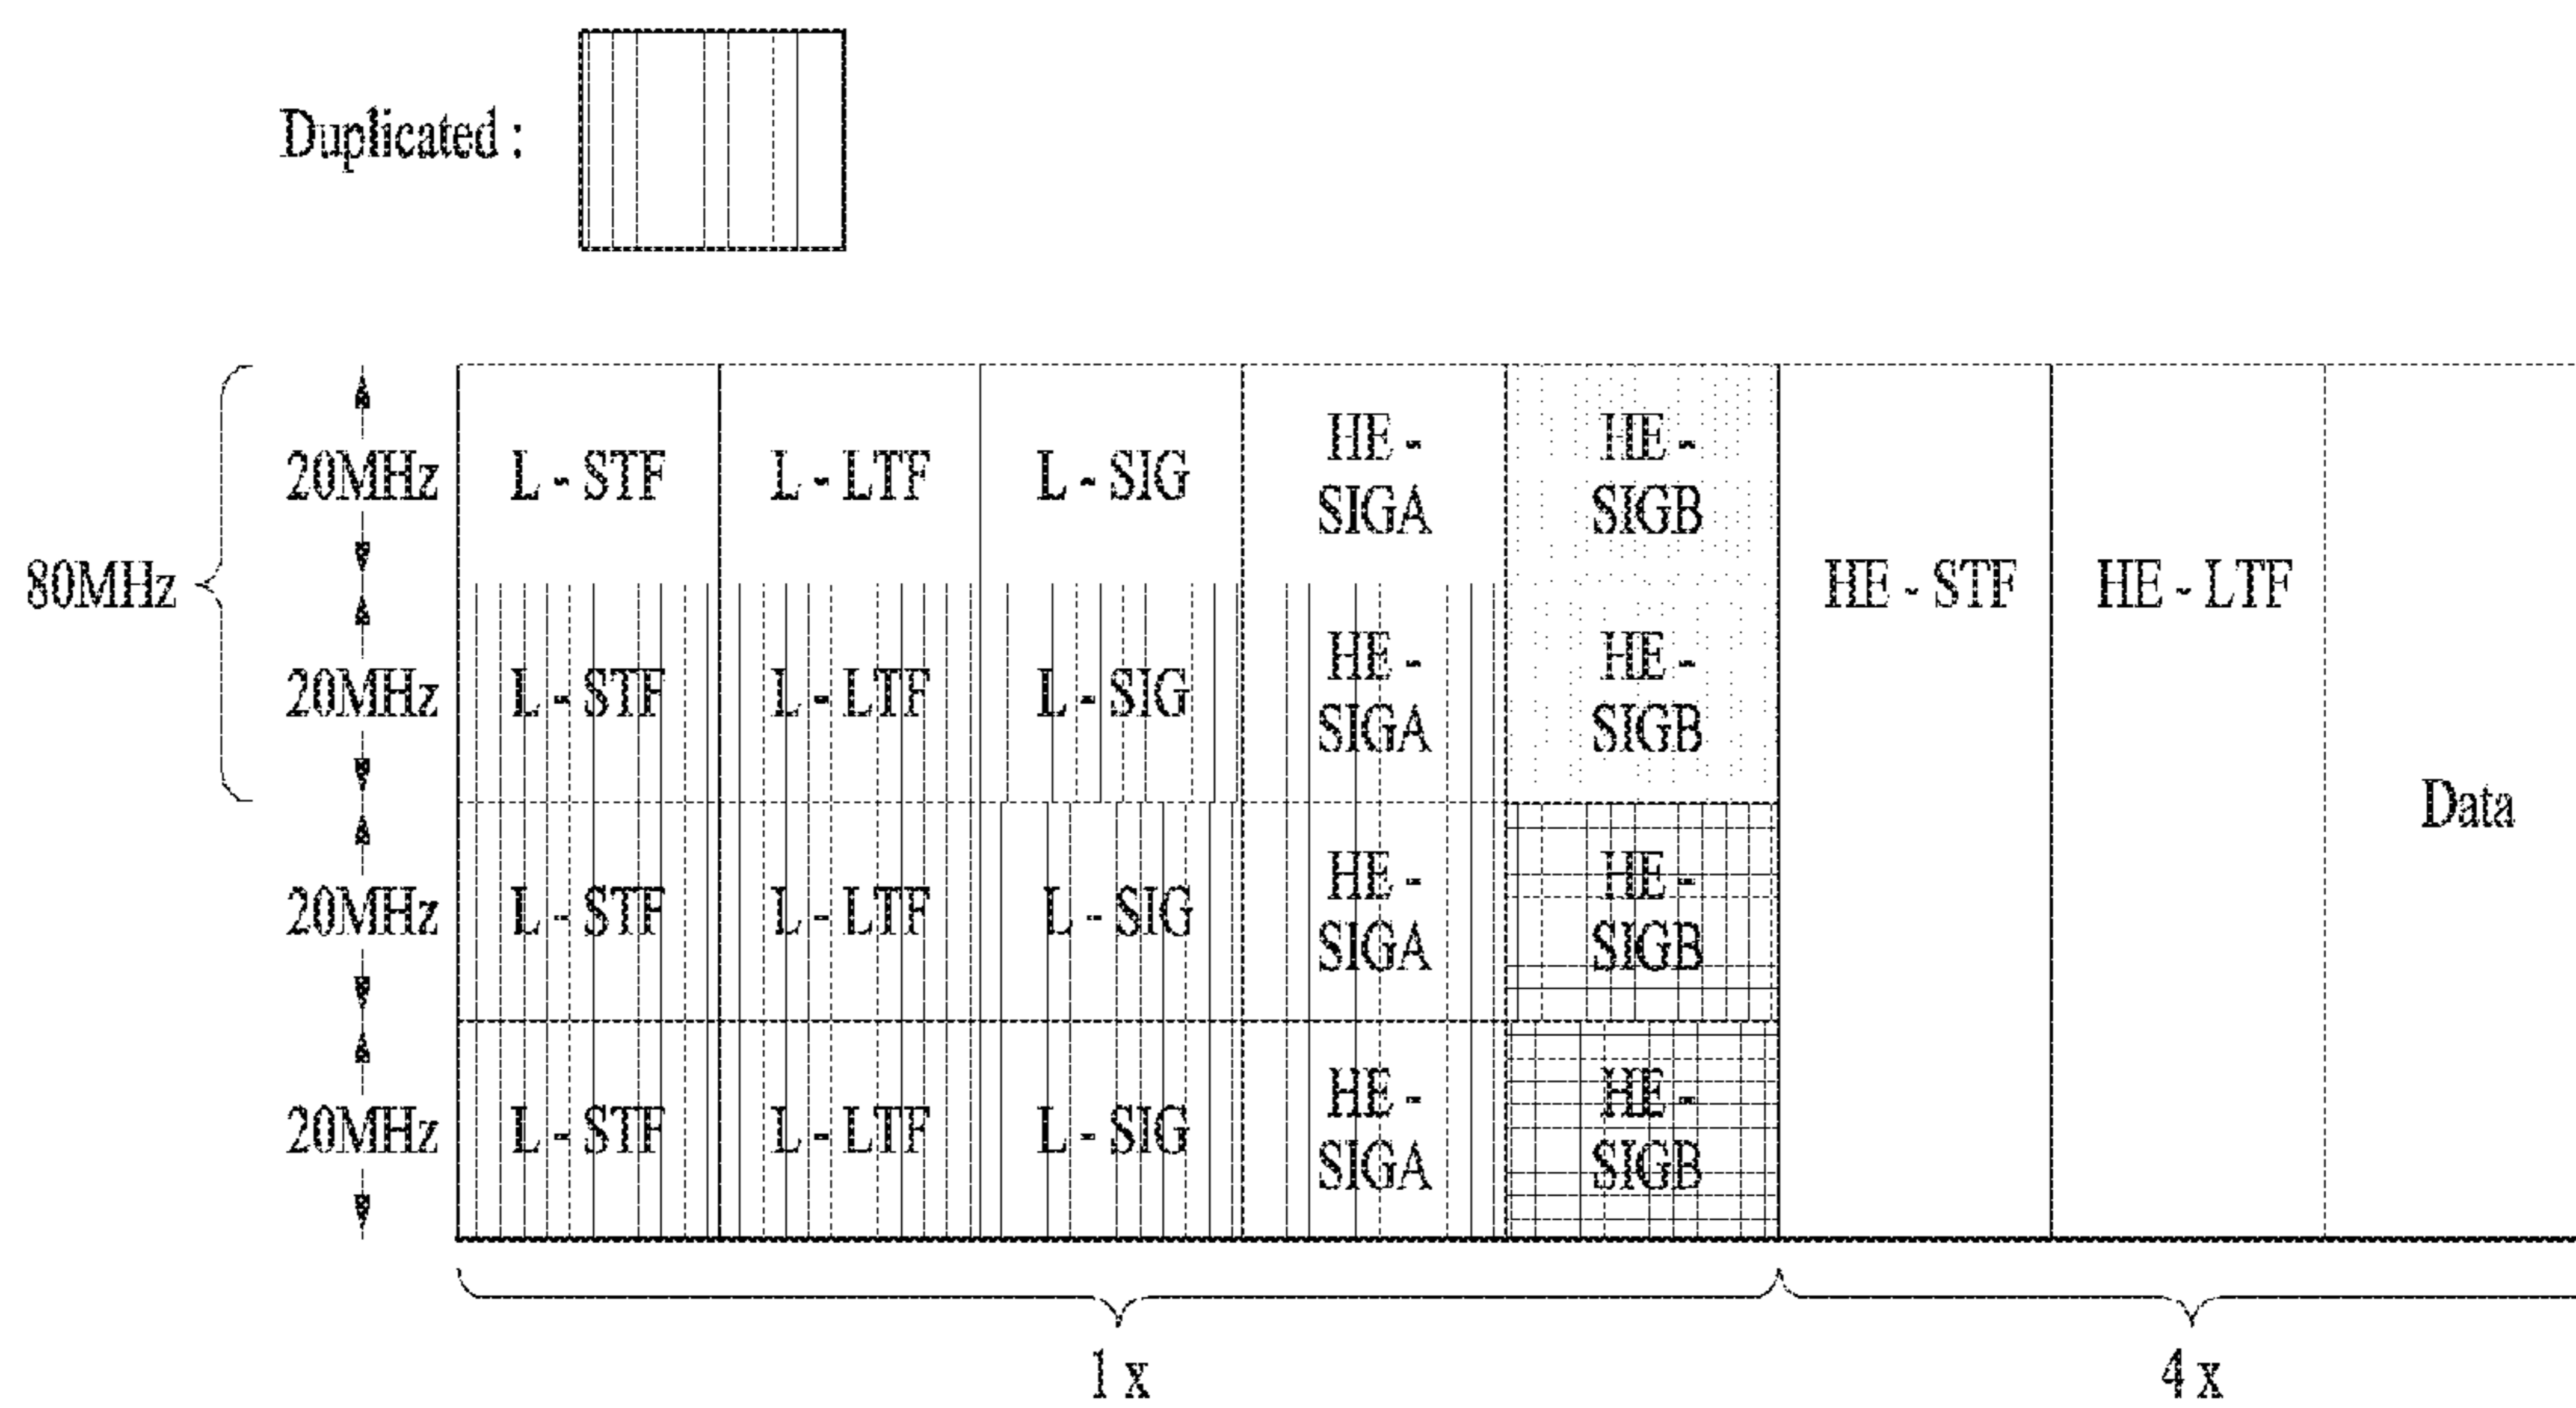 Duplicated :
80MHz
20MHz
L - STF
L - LTF
L - SIG
HE -
SIGA
HE -
SIGB
20MHz
L - STF
L - LTF
L - SIG
HE -
SIGA
HE -
SIGB
20MHz
L - STF
L - LTF
L - SIG
HE -
SIGA
HE -
SIGB
20MHz
L - STF
L - LTF
L - SIG
HE -
SIGA
HE -
SIGB
HE - STF
HE - LTF
Data
1 x
4 x